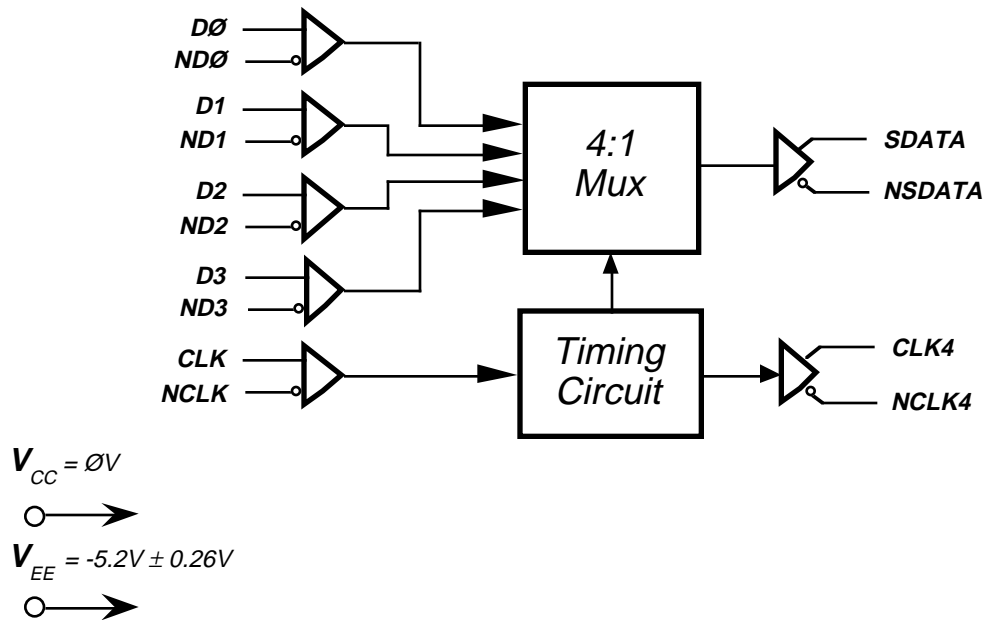 DØ
NDØ
D1
ND1
D2
ND2
D3
ND3
CLK
NCLK
4:1
Mux
Timing
Circuit
SDATA
NSDATA
CLK4
NCLK4
VCC = ØV
VEE = -5.2V ± 0.26V